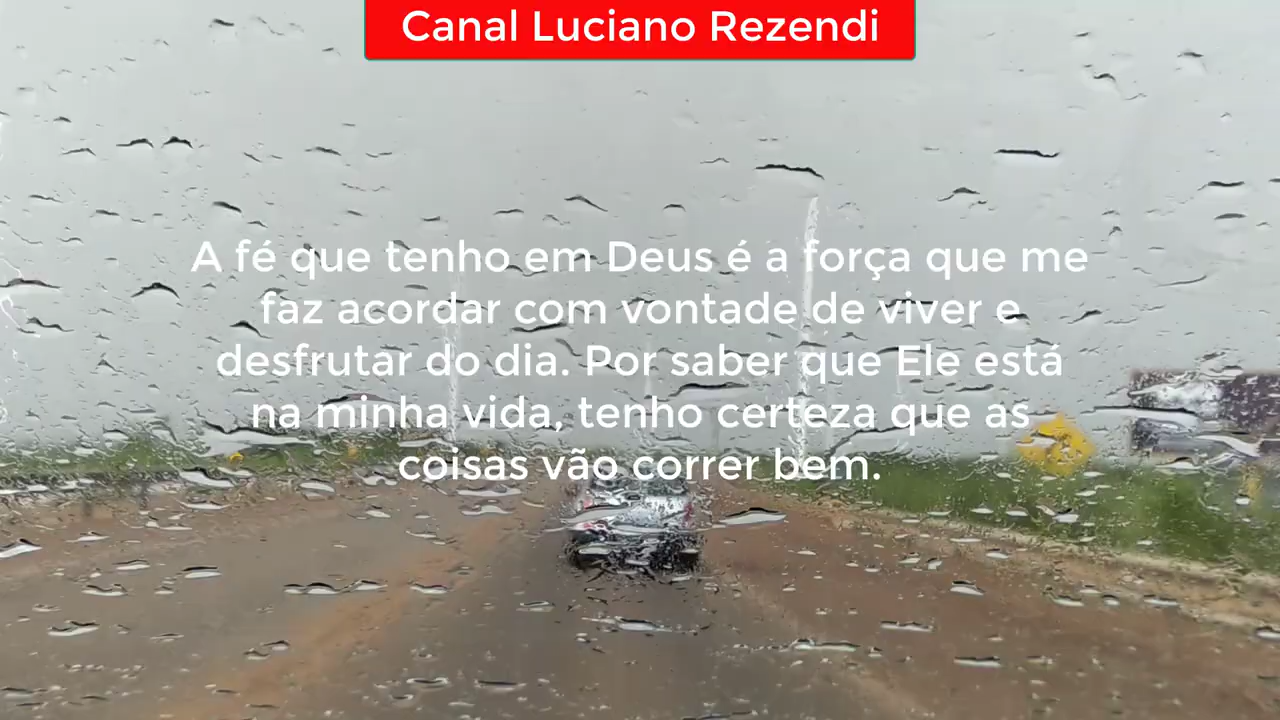 Canal Luciano Rezendi
A fé que tenho em Deus é a força que me
faz acordar com vontade de viver e
desfrutar do dia. Por saber que Ele está
na minha vida, tenho certeza que as
coisas vão correr bem.